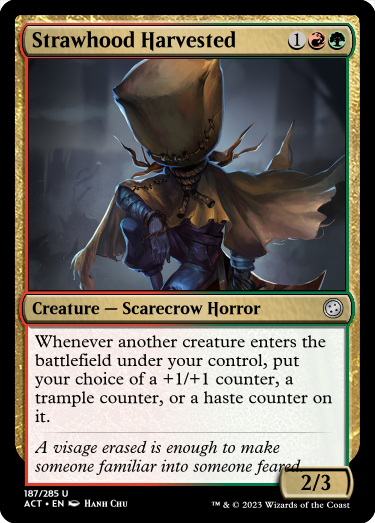 Strawhood Harvested 1
Creature — Scarecrow Horror
Whenever another creature enters the
battlefield under your control, put
your choice of a +1/+1 counter, a
trample counter, or a haste counter on
it.
A visage erased is enough to make
someone familiar into someone feared.
2/3
187/285 U
ACT • EN HANH CHU
™ & © 2023 Wizards of the Coast